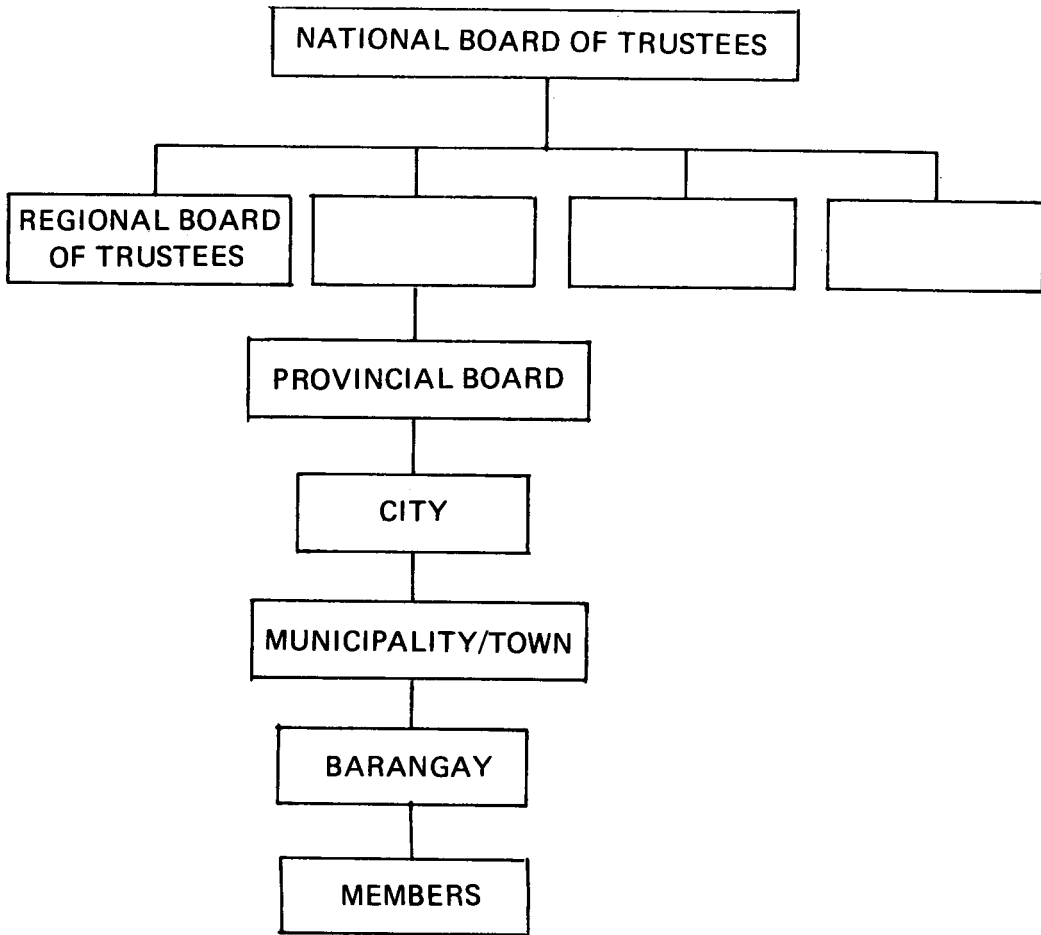 NATIONAL BOARD OF TRUSTEES
REGIONAL BOARD
OF TRUSTEES
PROVINCIAL BOARD
CITY
MUNICIPALITY/TOWN
BARANGAY
MEMBERS